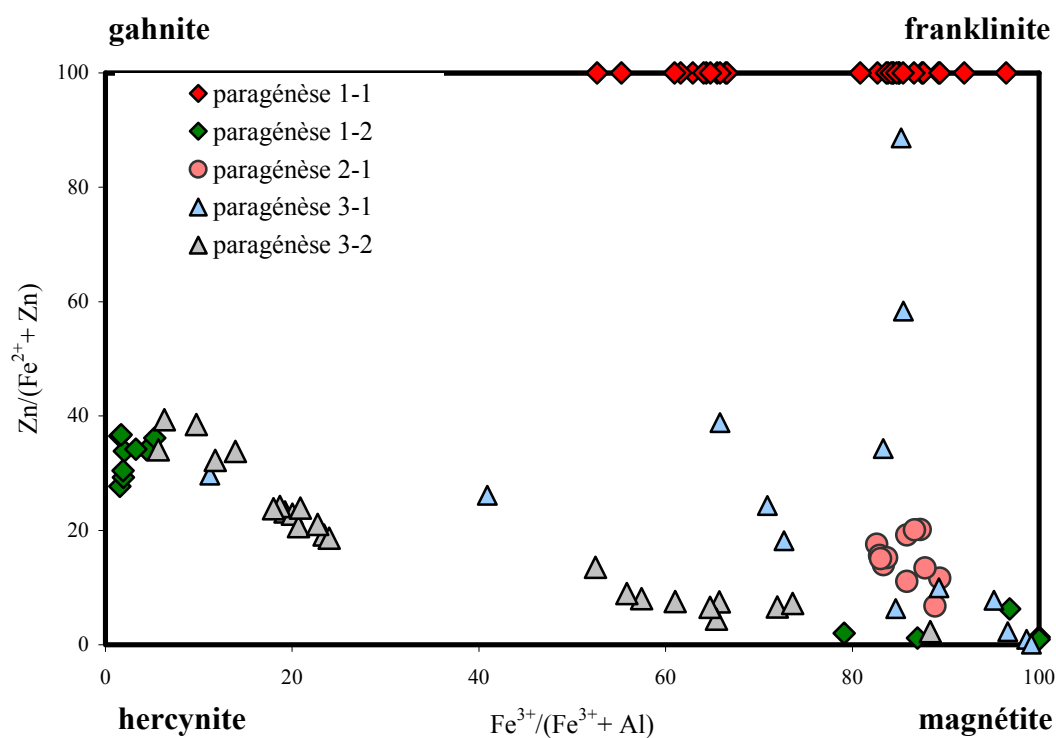 gahnite franklinite
100
paragénèse 1-1
paragénèse 1-2
80
paragénèse 2-1
paragénèse 3-1
paragénèse 3-2
60
Zn/(Fe²⁺+ Zn)
40
20
0
0 20 40 60 80 100
hercynite Fe³⁺/(Fe³⁺+ Al) magnétite